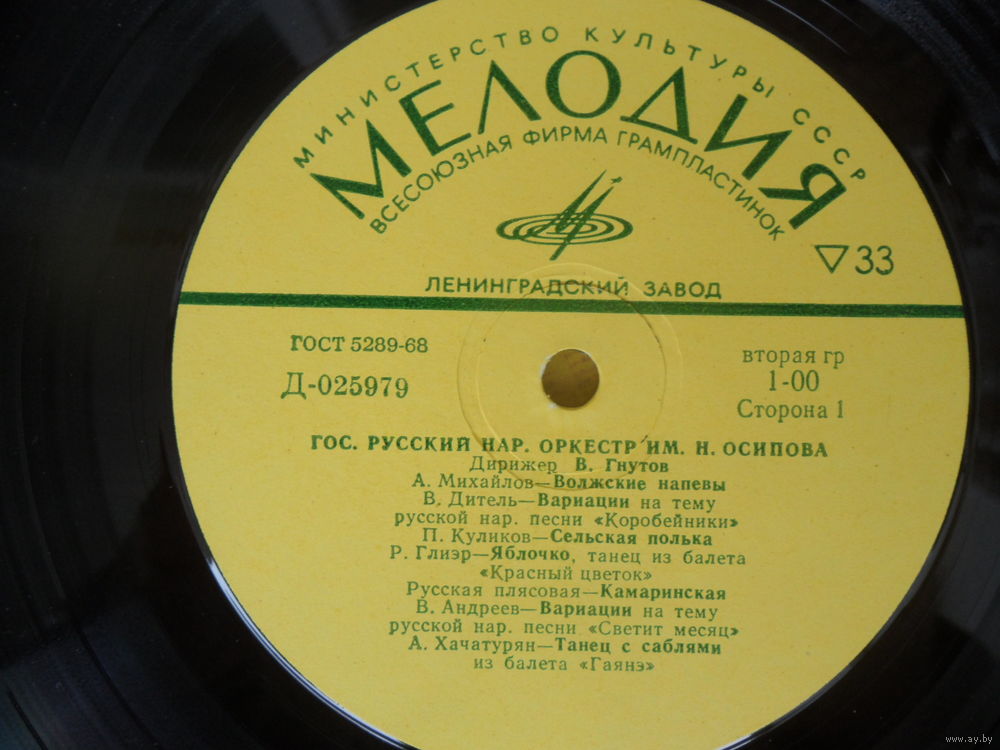 МИНИСТЕРСТВО КУЛЬТУРЫ СССР
МЕЛОДИЯ
ВСЕСОЮЗНАЯ ФИРМА ГРАМПЛАСТИНОК
▽33
ЛЕНИНГРАДСКИЙ ЗАВОД
ГОСТ 5289-68
Д-025979
вторая гр
1-00
Сторона 1
ГОС. РУССКИЙ НАР. ОРКЕСТР ИМ. Н. ОСИПОВА
Дирижер В. Гнутов
А. Михайлов—Волжские напевы
В. Дитель—Вариации на тему
русской нар. песни «Коробейники»
П. Куликов—Сельская полька
Р. Глиэр—Яблочко, танец из балета
«Красный цветок»
Русская плясовая—Камаринская
В. Андреев—Вариации на тему
русской нар. песни «Светит месяц»
А. Хачатурян—Танец с саблями
из балета «Гаянэ»
www.ay.by